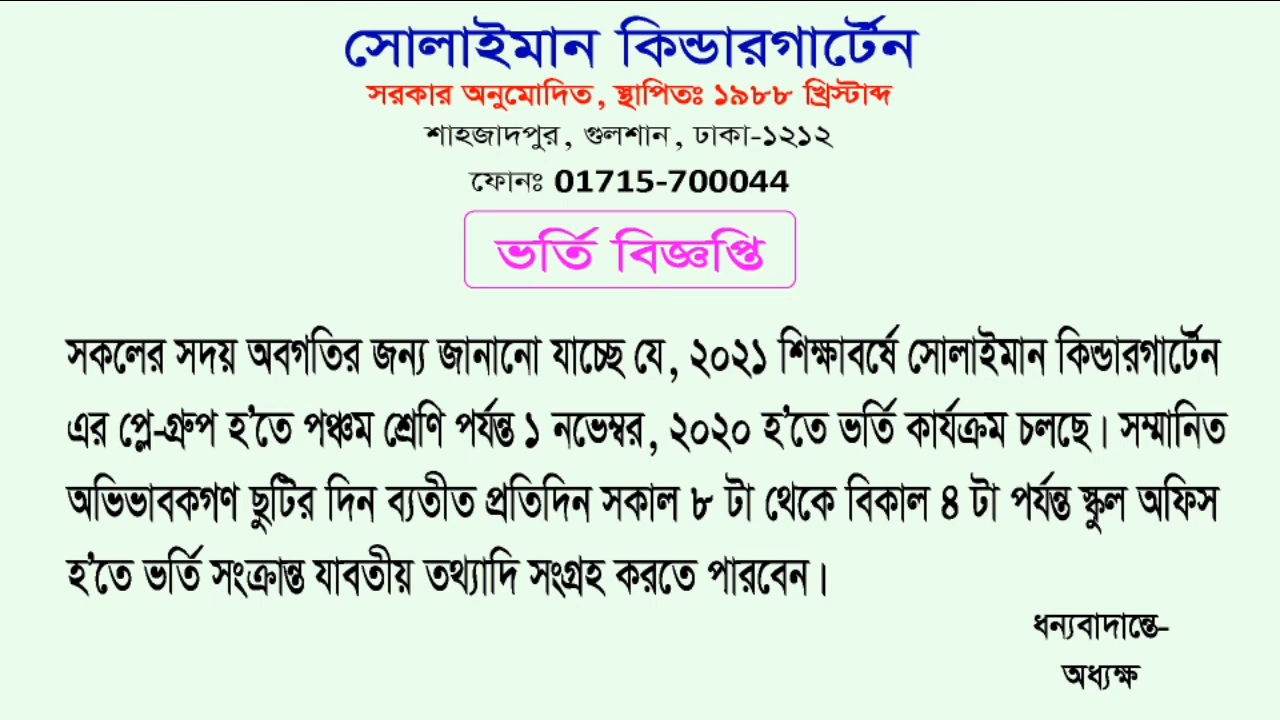 সোলাইমান কিন্ডারগার্টেন
সরকার অনুমোদিত, স্থাপিতঃ ১৯৮৮ খ্রিস্টাব্দ
শাহজাদপুর, গুলশান, ঢাকা-১২১২
ফোনঃ 01715-700044
ভর্তি বিজ্ঞপ্তি
সকলের সদয় অবগতির জন্য জানানো যাচ্ছে যে, ২০২১ শিক্ষাবর্ষে সোলাইমান কিন্ডারগার্টেন
এর প্লে-গ্রুপ হ'তে পঞ্চম শ্রেণি পর্যন্ত ১ নভেম্বর, ২০২০ হ'তে ভর্তি কার্যক্রম চলছে। সম্মানিত
অভিভাবকগণ ছুটির দিন ব্যতীত প্রতিদিন সকাল ৮ টা থেকে বিকাল ৪ টা পর্যন্ত স্কুল অফিস
হ'তে ভর্তি সংক্রান্ত যাবতীয় তথ্যাদি সংগ্রহ করতে পারবেন।
ধন্যবাদান্তে-
অধ্যক্ষ